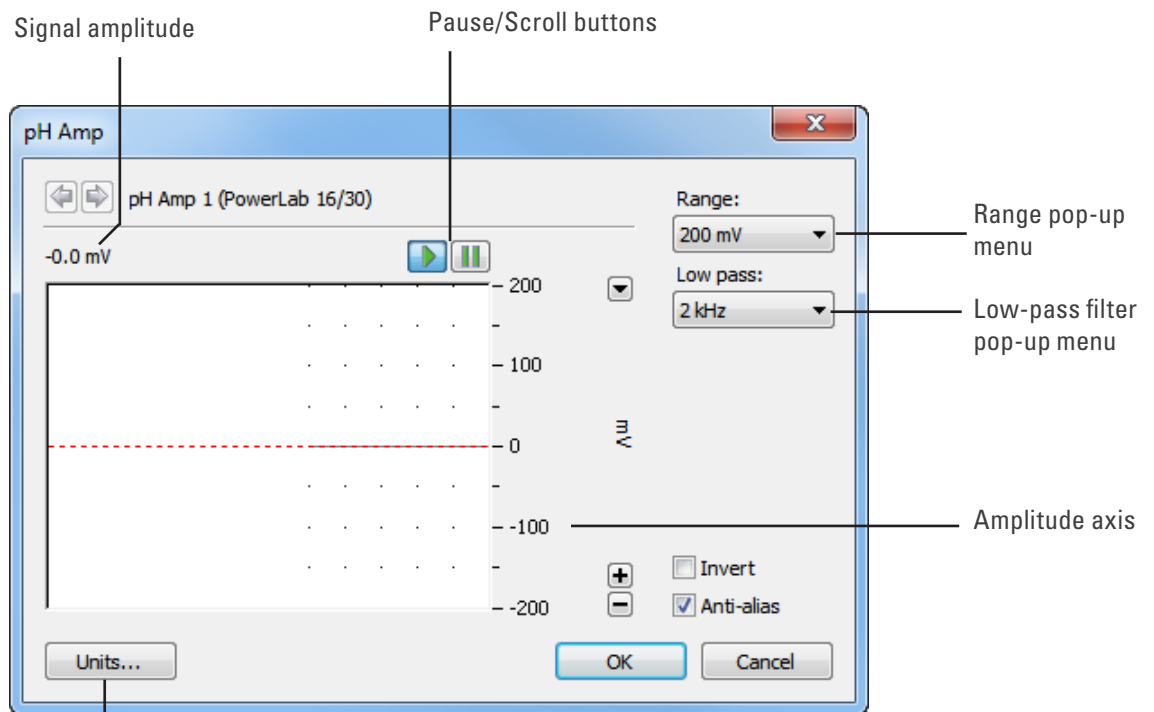 Signal amplitude
Pause/Scroll buttons
pH Amp
pH Amp 1 (PowerLab 16/30)
-0.0 mV
Range:
200 mV
Low pass:
2 kHz
Range pop-up
menu
Low-pass filter
pop-up menu
200
100
0
-100
-200
mV
Amplitude axis
Invert
Anti-alias
Units...
OK
Cancel